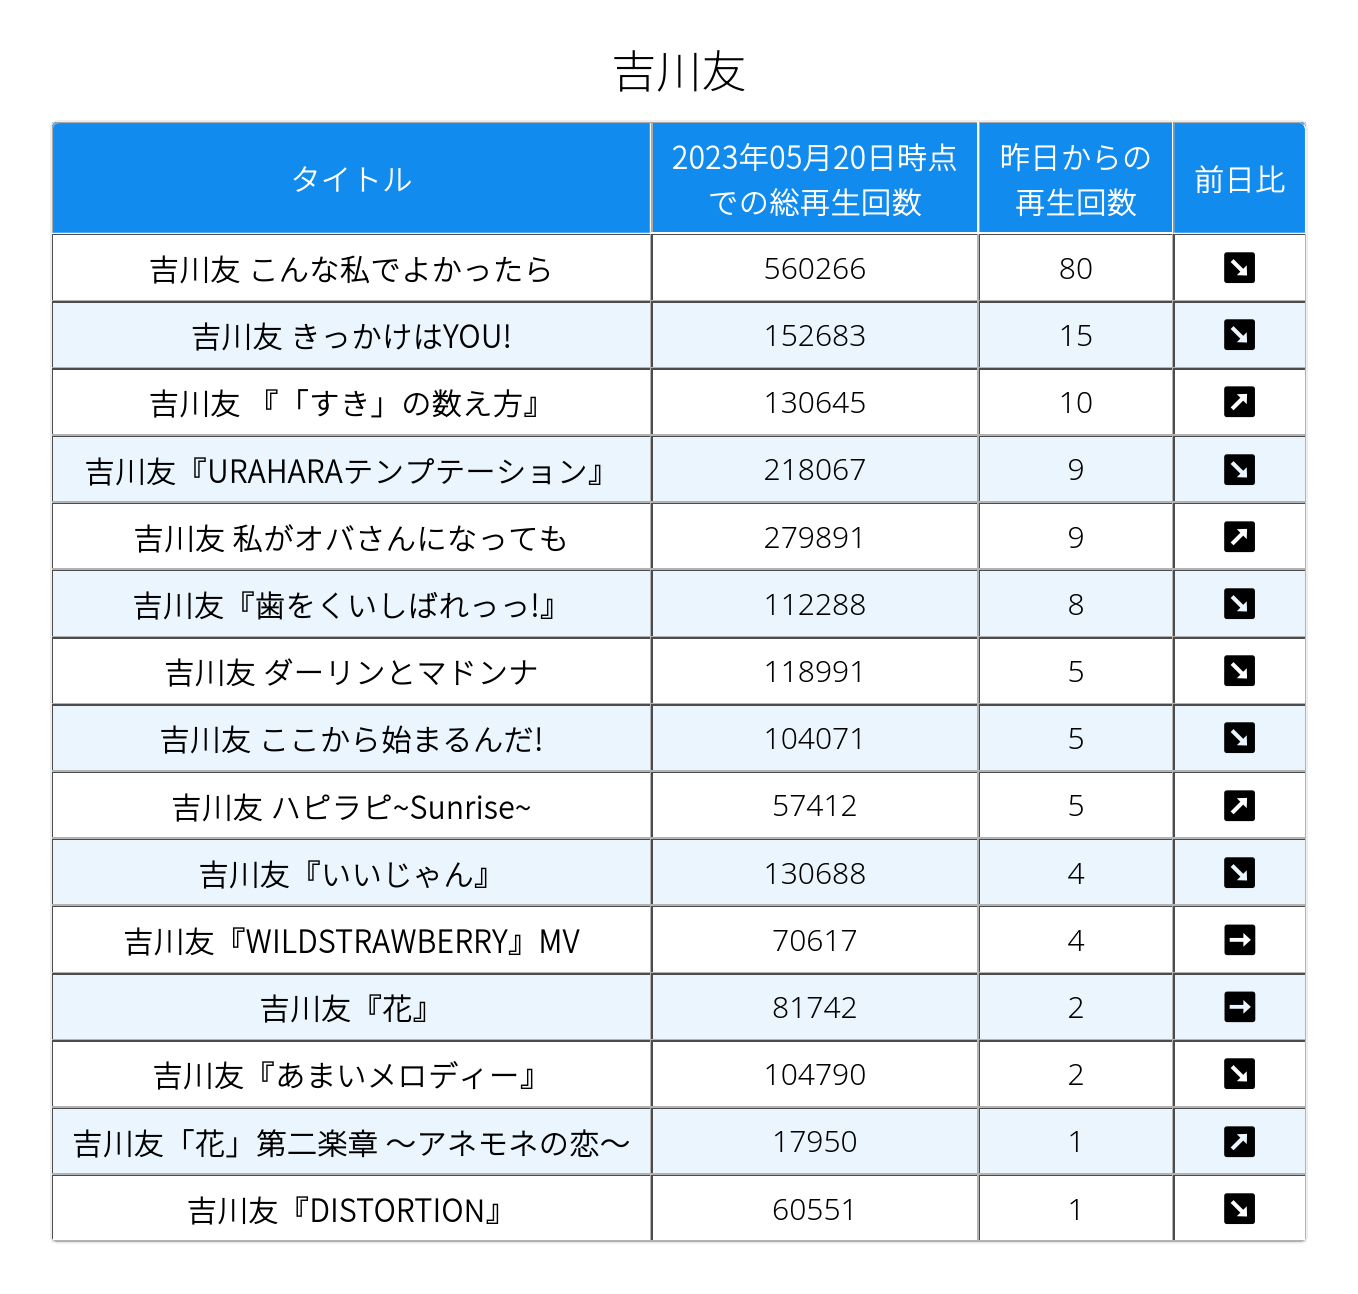 吉川友
タイトル 2023年05月20日時点での総再生回数 昨日からの再生回数 前日比
吉川友 こんな私でよかったら 560266 80 ↘
吉川友 きっかけはYOU! 152683 15 ↘
吉川友 『「すき」の数え方』 130645 10 ↗
吉川友『URAHARAテンプテーション』 218067 9 ↘
吉川友 私がオバさんになっても 279891 9 ↗
吉川友『歯をくいしばれっっ!』 112288 8 ↘
吉川友 ダーリンとマドンナ 118991 5 ↘
吉川友 ここから始まるんだ! 104071 5 ↘
吉川友 ハピラピ~Sunrise~ 57412 5 ↗
吉川友『いいじゃん』 130688 4 ↘
吉川友『WILDSTRAWBERRY』MV 70617 4 →
吉川友『花』 81742 2 →
吉川友『あまいメロディー』 104790 2 ↘
吉川友「花」第二楽章 〜アネモネの恋〜 17950 1 ↗
吉川友『DISTORTION』 60551 1 ↘